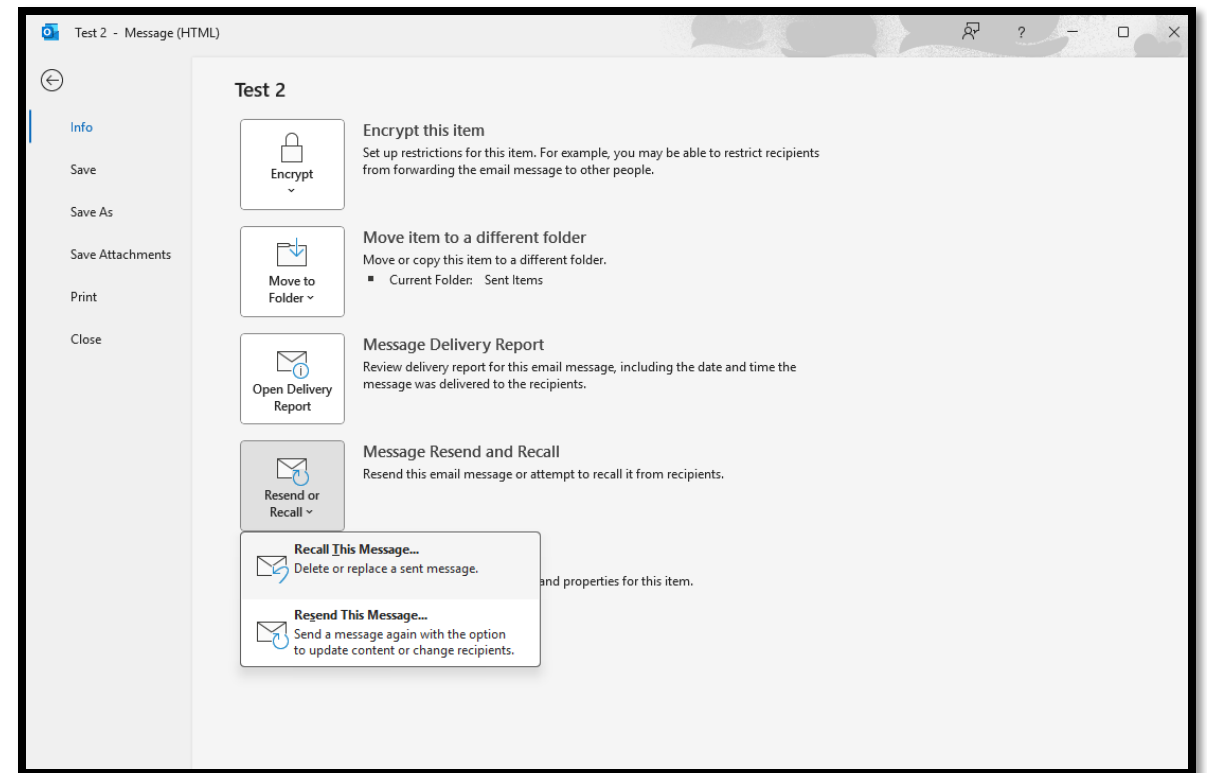 Test 2 - Message (HTML)
?
Test 2
Info
Save
Save As
Save Attachments
Print
Close
Encrypt
Encrypt this item
Set up restrictions for this item. For example, you may be able to restrict recipients
from forwarding the email message to other people.
Move to
Folder
Move item to a different folder
Move or copy this item to a different folder.
Current Folder: Sent Items
Open Delivery
Report
Message Delivery Report
Review delivery report for this email message, including the date and time the
message was delivered to the recipients.
Resend or
Recall
Message Resend and Recall
Resend this email message or attempt to recall it from recipients.
Recall This Message...
Delete or replace a sent message.
and properties for this item.
Resend This Message...
Send a message again with the option
to update content or change recipients.